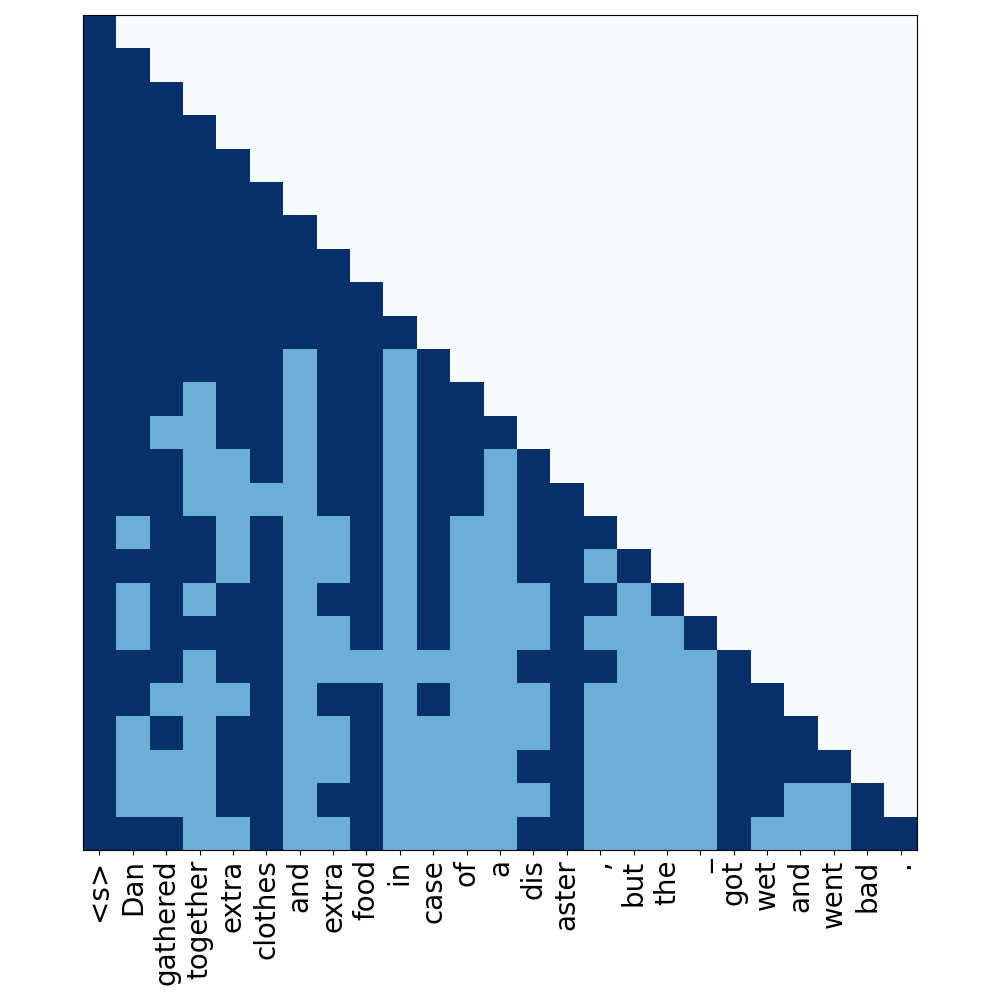 <s>
Dan
gathered
together
extra
clothes
and
extra
food
in
case
of
a
dis
aster
,
but
the
_
got
wet
and
went
bad
.